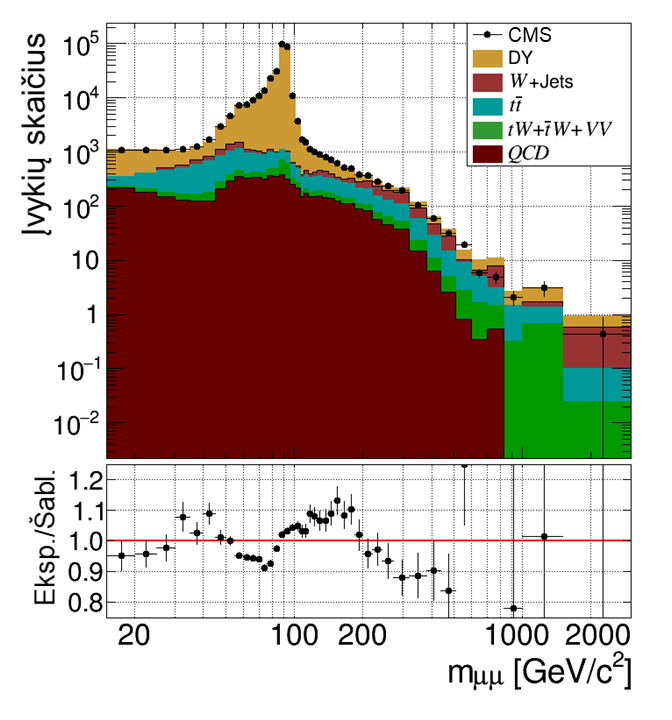 Įvykių skaičius
10⁵
10⁴
10³
10²
10
1
10⁻¹
10⁻²
CMS
DY
W+Jets
tt̄
tW+t̄W+VV
QCD
Eksp./Šabl.
1.2
1.1
1.0
0.9
0.8
20 100 200 1000 2000
mμμ [GeV/c²]